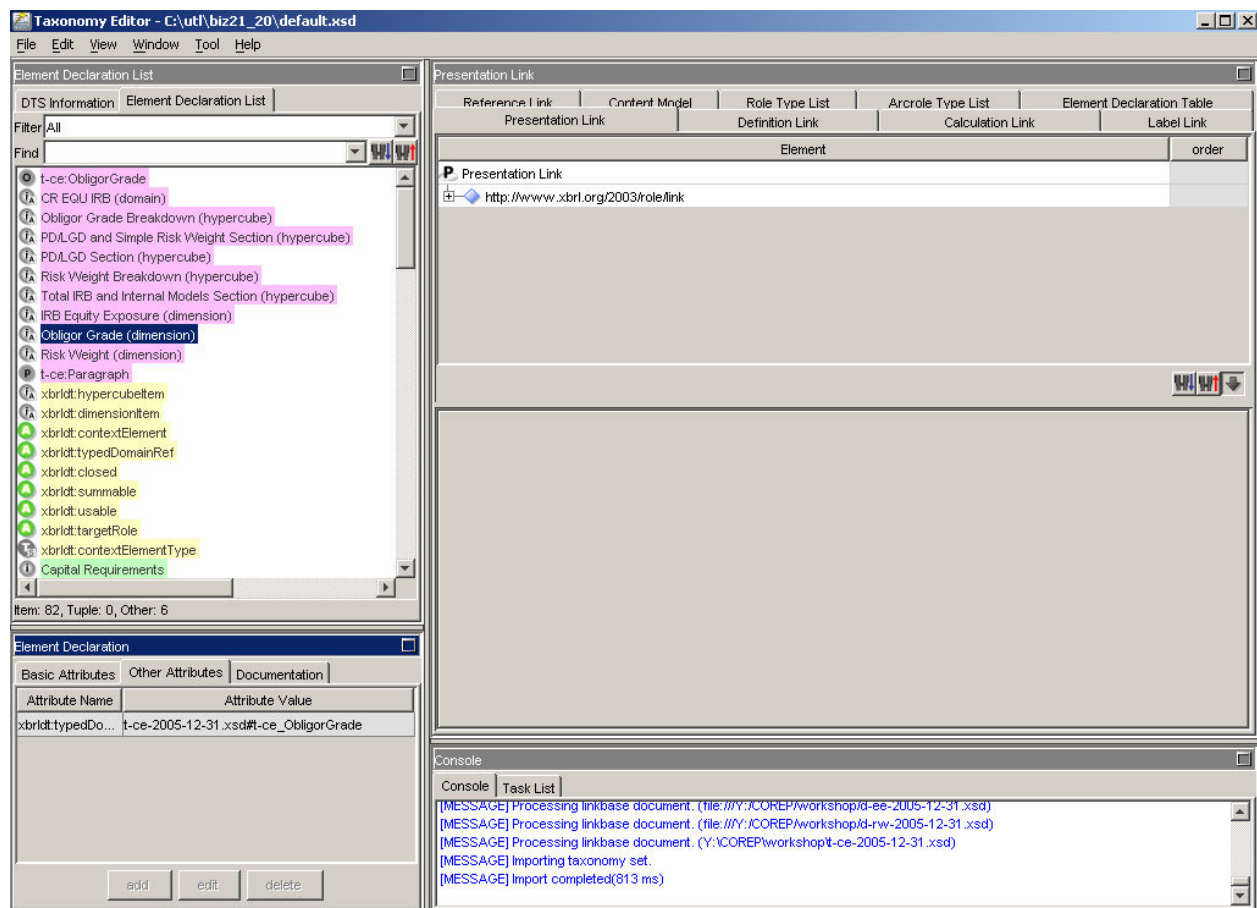 Taxonomy Editor - C:\utl\biz21_20\default.xsd
File Edit View Window Tool Help
Element Declaration List
DTS Information Element Declaration List
Filter All
Find
t-ce:ObligorGrade
CR EQU IRB (domain)
Obligor Grade Breakdown (hypercube)
PD/LGD and Simple Risk Weight Section (hypercube)
PD/LGD Section (hypercube)
Risk Weight Breakdown (hypercube)
Total IRB and Internal Models Section (hypercube)
IRB Equity Exposure (dimension)
Obligor Grade (dimension)
Risk Weight (dimension)
t-ce:Paragraph
xbrldt:hypercubeItem
xbrldt:dimensionItem
xbrldt:contextElement
xbrldt:typedDomainRef
xbrldt:closed
xbrldt:summable
xbrldt:usable
xbrldt:targetRole
xbrldt:contextElementType
Capital Requirements
Item: 82, Tuple: 0, Other: 6
Element Declaration
Basic Attributes Other Attributes Documentation
Attribute Name Attribute Value
xbrldt:typedDo... t-ce-2005-12-31.xsd#t-ce_ObligorGrade
add edit delete
Presentation Link
Reference Link Content Model Role Type List Arcrole Type List Element Declaration Table
Presentation Link Definition Link Calculation Link Label Link
Element order
Presentation Link
http://www.xbrl.org/2003/role/link
Console
Console Task List
[MESSAGE] Processing linkbase document. (file:///Y:/COREP/workshop/d-ee-2005-12-31.xsd)
[MESSAGE] Processing linkbase document. (file:///Y:/COREP/workshop/d-rw-2005-12-31.xsd)
[MESSAGE] Processing linkbase document. (Y:\COREP\workshop\t-ce-2005-12-31.xsd)
[MESSAGE] Importing taxonomy set.
[MESSAGE] Import completed(813 ms)